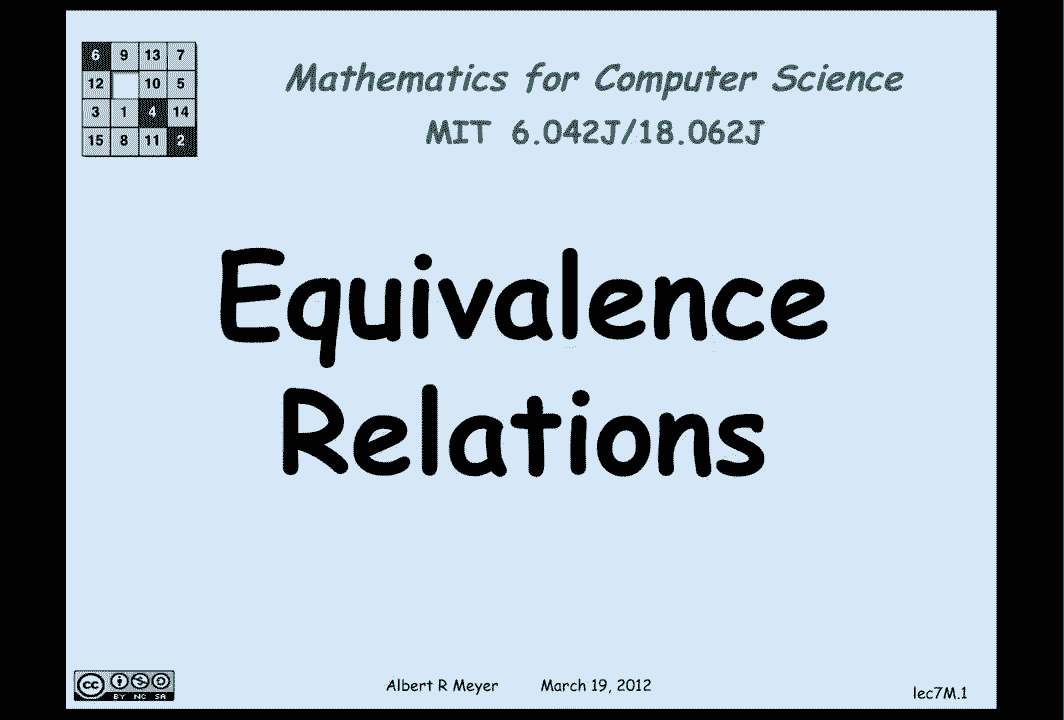 6 9 13 7
12 10 5
3 1 4 14
15 8 11 2
Mathematics for Computer Science
MIT 6.042J/18.062J
Equivalence
Relations
cc
BY NC SA
Albert R Meyer March 19, 2012
lec7M.1